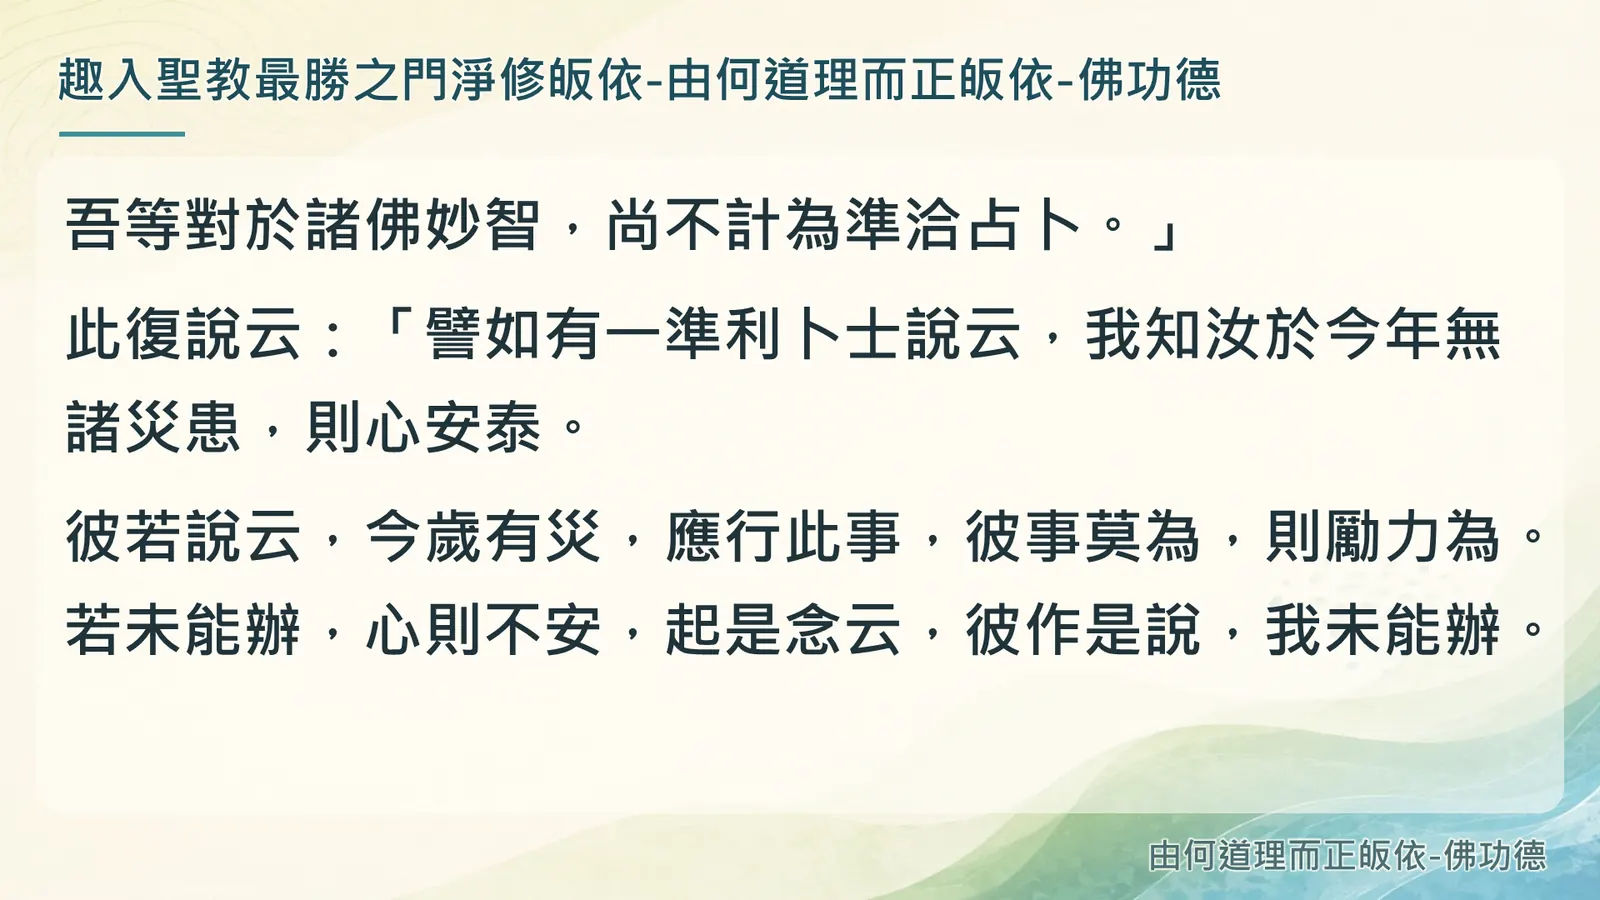 趣入聖教最勝之門淨修皈依-由何道理而正皈依-佛功德
吾等對於諸佛妙智，尚不計為準洽占卜。」
此復說云：「譬如有一準利卜士說云，我知汝於今年無
諸災患，則心安泰。
彼若說云，今歲有災，應行此事，彼事莫為，則勵力為。
若未能辦，心則不安，起是念云，彼作是說，我未能辦。
由何道理而正皈依-佛功德